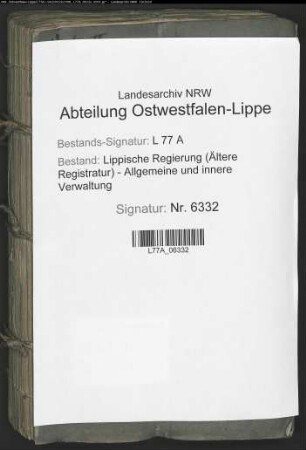 Landesarchiv NRW
Abteilung Ostwestfalen-Lippe
Bestands-Signatur: L 77 A
Bestand: Lippische Regierung (Ältere
Registratur) - Allgemeine und innere
Verwaltung
Signatur: Nr. 6332
L77A_06332